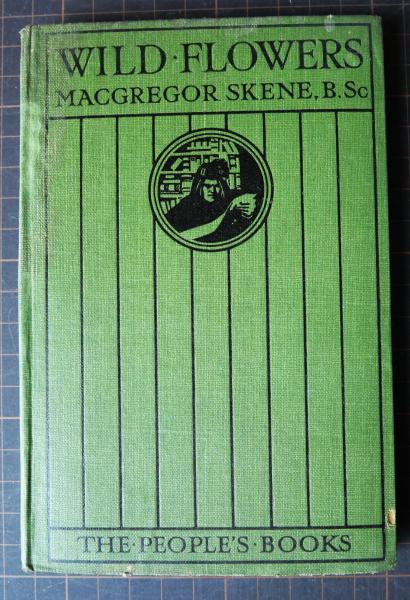 WILD·FLOWERS
MACGREGOR SKENE, B.Sc
THE·PEOPLE'S·BOOKS